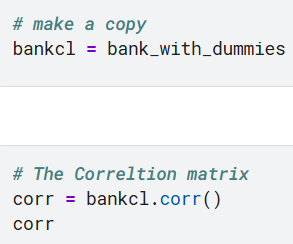 # make a copy
bankcl = bank_with_dummies
# The Correltion matrix
corr = bankcl.corr()
corr